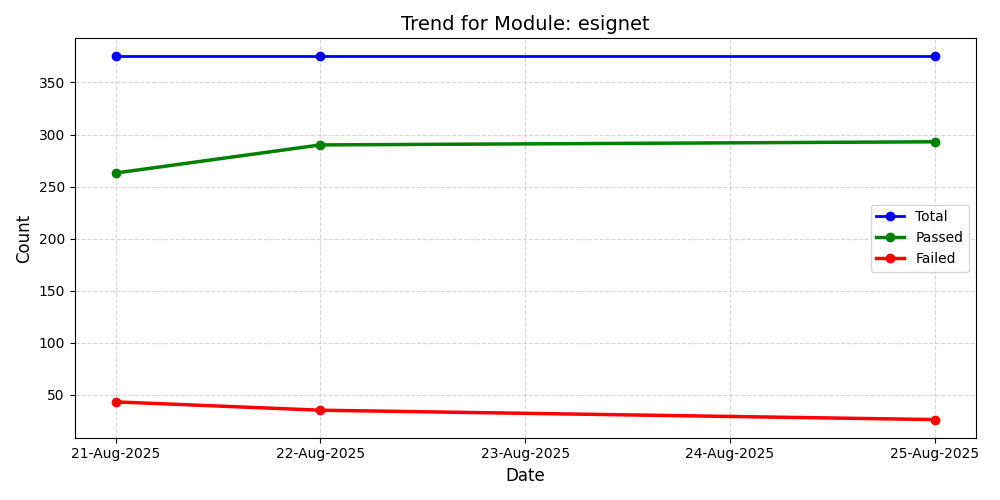 Trend for Module: esignet
Count
350
300
250
200
150
100
50
Total
Passed
Failed
21-Aug-2025 22-Aug-2025 23-Aug-2025 24-Aug-2025 25-Aug-2025
Date